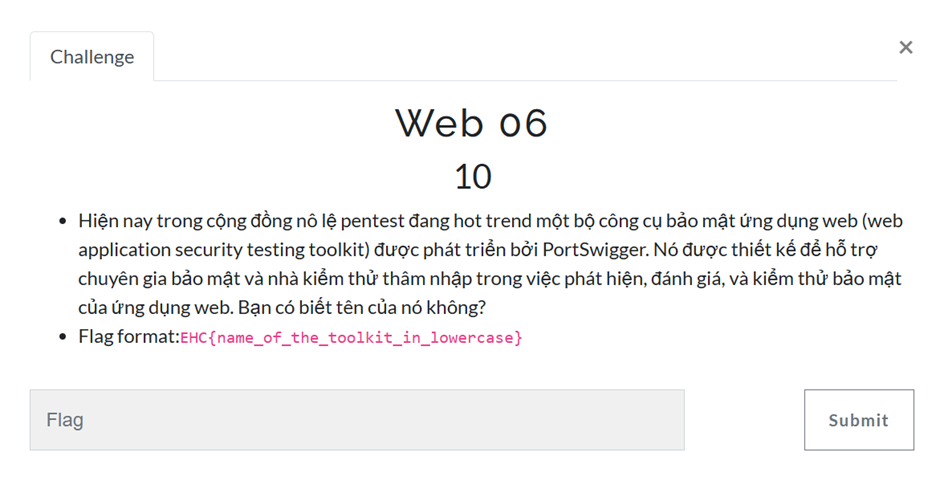 Challenge
×
Web 06
10
• Hiện nay trong cộng đồng nô lệ pentest đang hot trend một bộ công cụ bảo mật ứng dụng web (web
application security testing toolkit) được phát triển bởi PortSwigger. Nó được thiết kế để hỗ trợ
chuyên gia bảo mật và nhà kiểm thử thâm nhập trong việc phát hiện, đánh giá, và kiểm thử bảo mật
của ứng dụng web. Bạn có biết tên của nó không?
• Flag format:EHC{name_of_the_toolkit_in_lowercase}
Flag
Submit